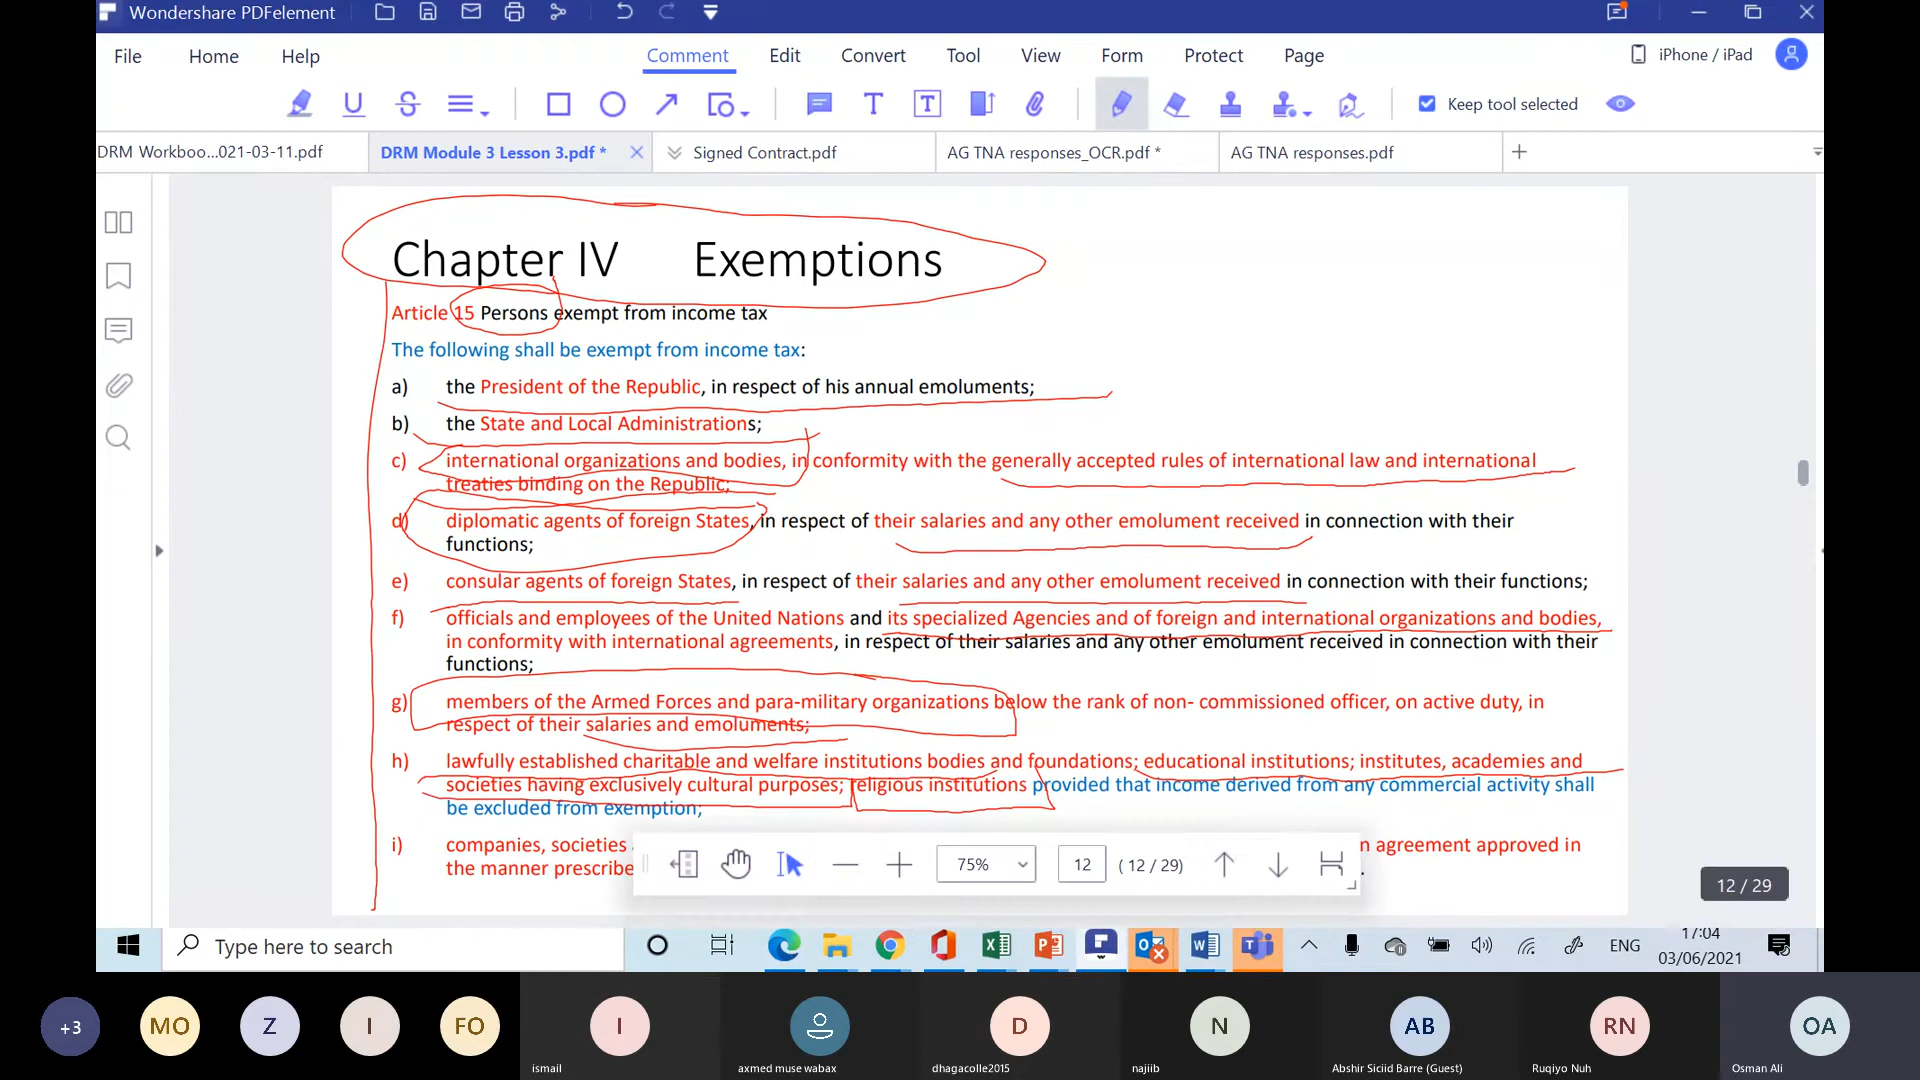 Wondershare PDFelement
File Home Help Comment Edit Convert Tool View Form Protect Page iPhone / iPad
Keep tool selected
DRM Workboo...021-03-11.pdf DRM Module 3 Lesson 3.pdf * Signed Contract.pdf AG TNA responses_OCR.pdf * AG TNA responses.pdf
Chapter IV Exemptions
Article 15 Persons exempt from income tax
The following shall be exempt from income tax:
a) the President of the Republic, in respect of his annual emoluments;
b) the State and Local Administrations;
c) international organizations and bodies, in conformity with the generally accepted rules of international law and international
treaties binding on the Republic;
d) diplomatic agents of foreign States, in respect of their salaries and any other emolument received in connection with their
functions;
e) consular agents of foreign States, in respect of their salaries and any other emolument received in connection with their functions;
f) officials and employees of the United Nations and its specialized Agencies and of foreign and international organizations and bodies,
in conformity with international agreements, in respect of their salaries and any other emolument received in connection with their
functions;
g) members of the Armed Forces and para-military organizations below the rank of non- commissioned officer, on active duty, in
respect of their salaries and emoluments;
h) lawfully established charitable and welfare institutions bodies and foundations; educational institutions; institutes, academies and
societies having exclusively cultural purposes; religious institutions provided that income derived from any commercial activity shall
be excluded from exemption;
i) companies, societies n agreement approved in
the manner prescribe .
75% 12 ( 12 / 29)
12 / 29
Type here to search ENG 17:04
03/06/2021
+3 MO Z I FO I D N AB RN OA
ismail axmed muse wabax dhagacolle2015 najiib Abshir Siciid Barre (Guest) Ruqiyo Nuh Osman Ali